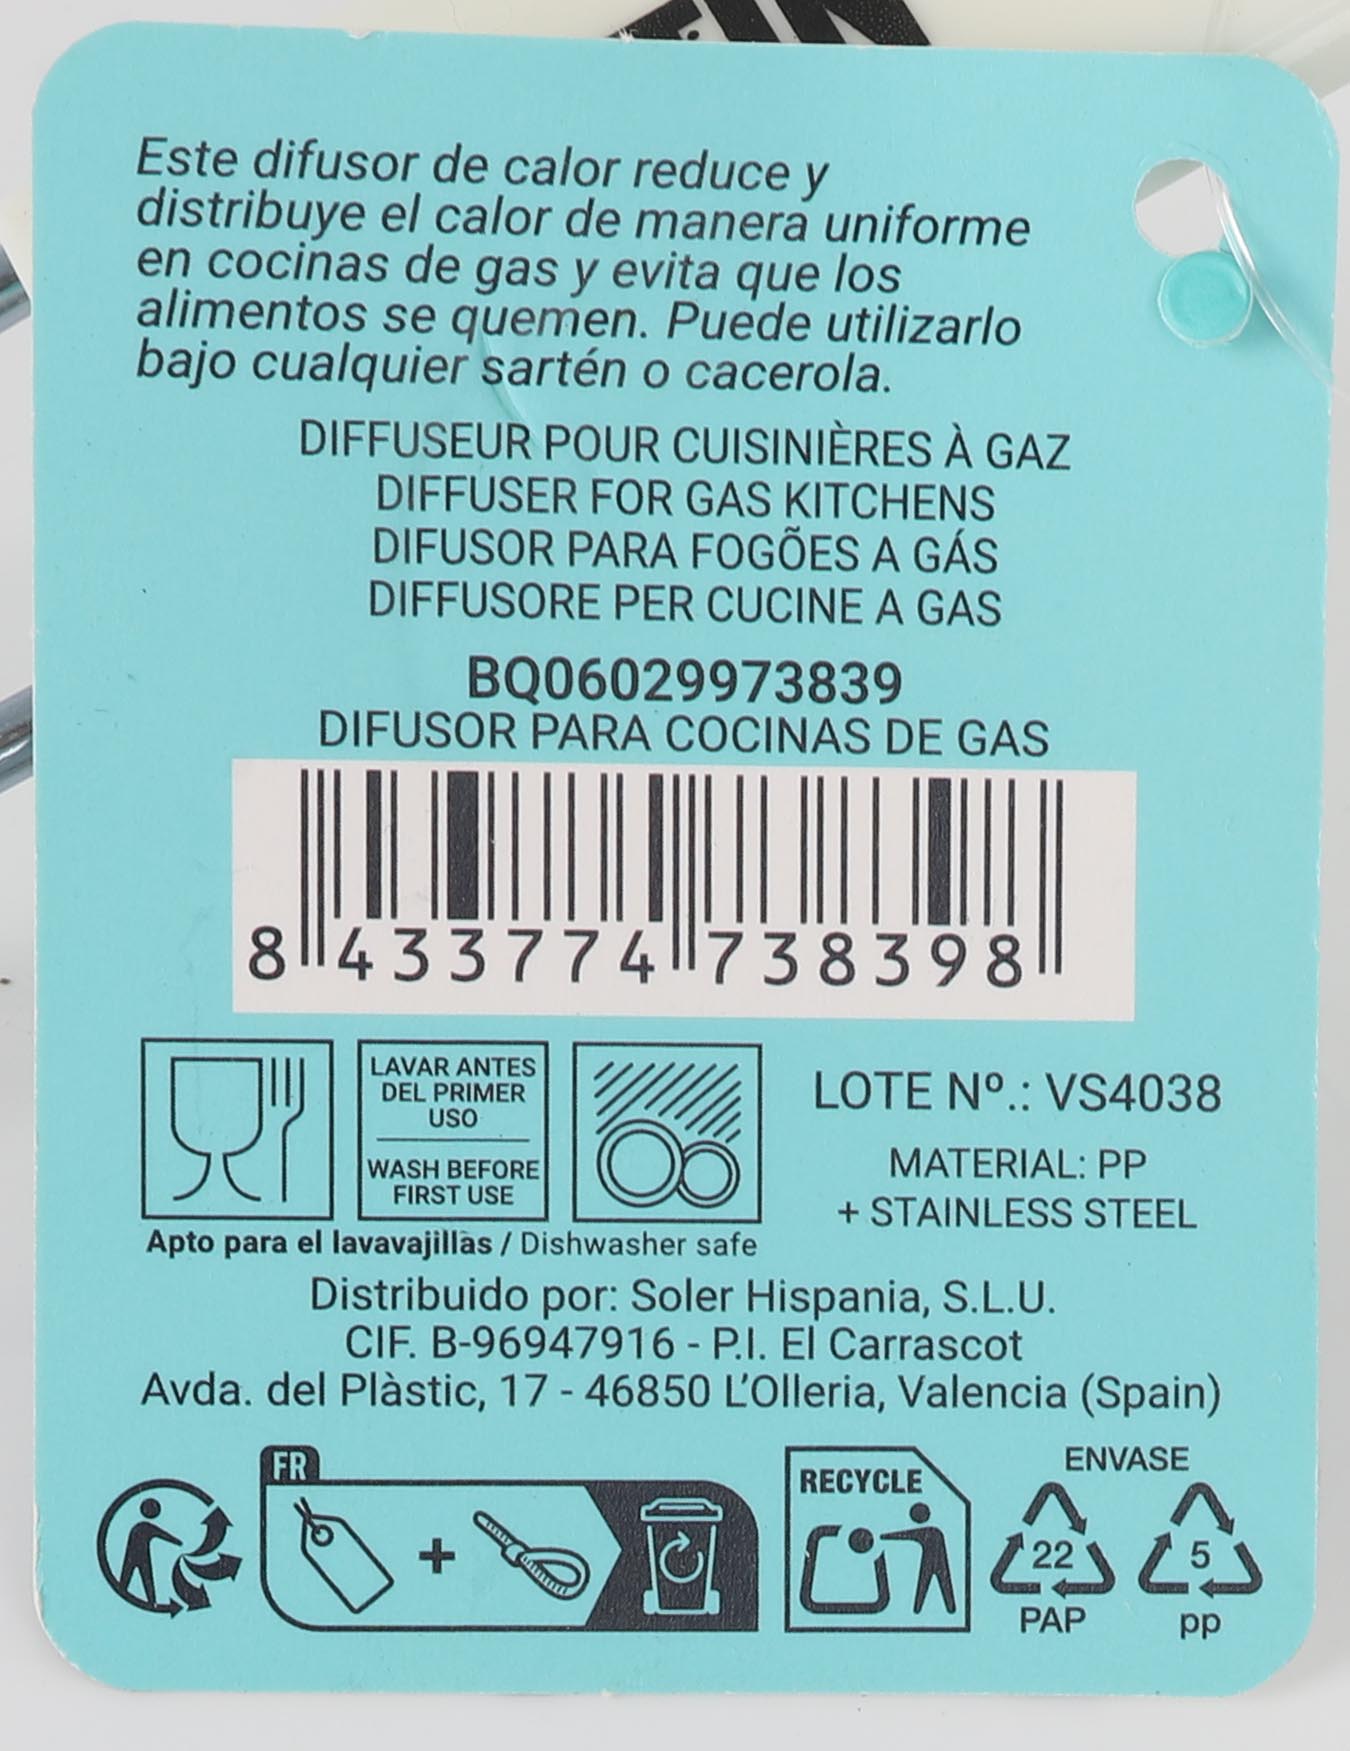 Este difusor de calor reduce y
distribuye el calor de manera uniforme
en cocinas de gas y evita que los
alimentos se quemen. Puede utilizarlo
bajo cualquier sartén o cacerola.
DIFFUSEUR POUR CUISINIÈRES À GAZ
DIFFUSER FOR GAS KITCHENS
DIFUSOR PARA FOGÕES A GÁS
DIFFUSORE PER CUCINE A GAS
BQ06029973839
DIFUSOR PARA COCINAS DE GAS
8 433774 738398
LAVAR ANTES
DEL PRIMER
USO
WASH BEFORE
FIRST USE
LOTE Nº.: VS4038
MATERIAL: PP
+ STAINLESS STEEL
Apto para el lavavajillas / Dishwasher safe
Distribuido por: Soler Hispania, S.L.U.
CIF. B-96947916 - P.I. El Carrascot
Avda. del Plàstic, 17 - 46850 L'Olleria, Valencia (Spain)
FR
+
RECYCLE
ENVASE
22
PAP
5
pp